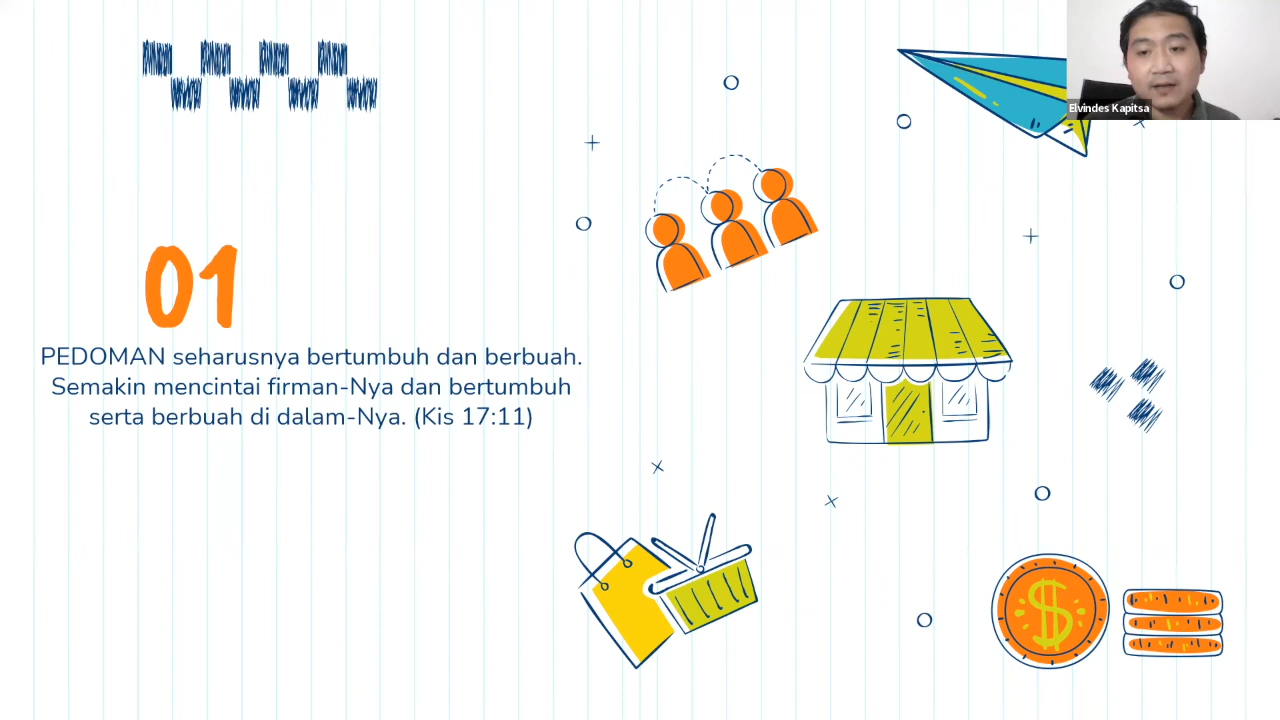 Elvindes Kapitsa
01
PEDOMAN seharusnya bertumbuh dan berbuah.
Semakin mencintai firman-Nya dan bertumbuh
serta berbuah di dalam-Nya. (Kis 17:11)
$